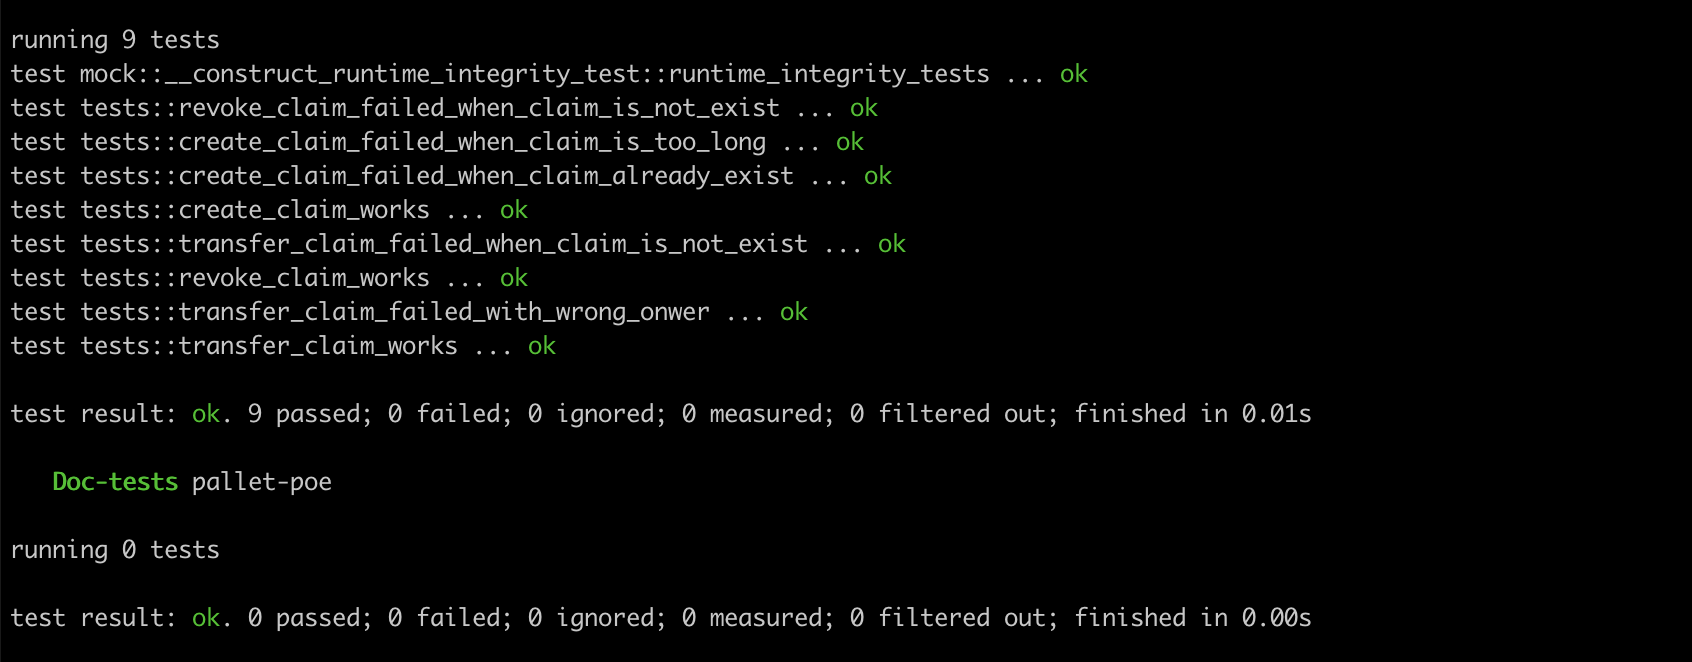 running 9 tests
test mock::__construct_runtime_integrity_test::runtime_integrity_tests ... ok
test tests::revoke_claim_failed_when_claim_is_not_exist ... ok
test tests::create_claim_failed_when_claim_is_too_long ... ok
test tests::create_claim_failed_when_claim_already_exist ... ok
test tests::create_claim_works ... ok
test tests::transfer_claim_failed_when_claim_is_not_exist ... ok
test tests::revoke_claim_works ... ok
test tests::transfer_claim_failed_with_wrong_onwer ... ok
test tests::transfer_claim_works ... ok
test result: ok. 9 passed; 0 failed; 0 ignored; 0 measured; 0 filtered out; finished in 0.01s
Doc-tests pallet-poe
running 0 tests
test result: ok. 0 passed; 0 failed; 0 ignored; 0 measured; 0 filtered out; finished in 0.00s